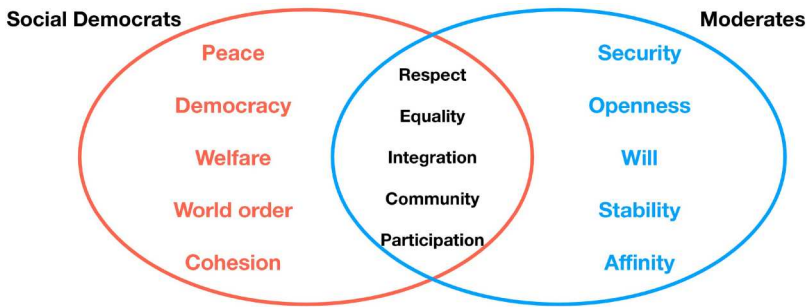 Social Democrats
Moderates
Peace
Democracy
Welfare
World order
Cohesion
Respect
Equality
Integration
Community
Participation
Security
Openness
Will
Stability
Affinity